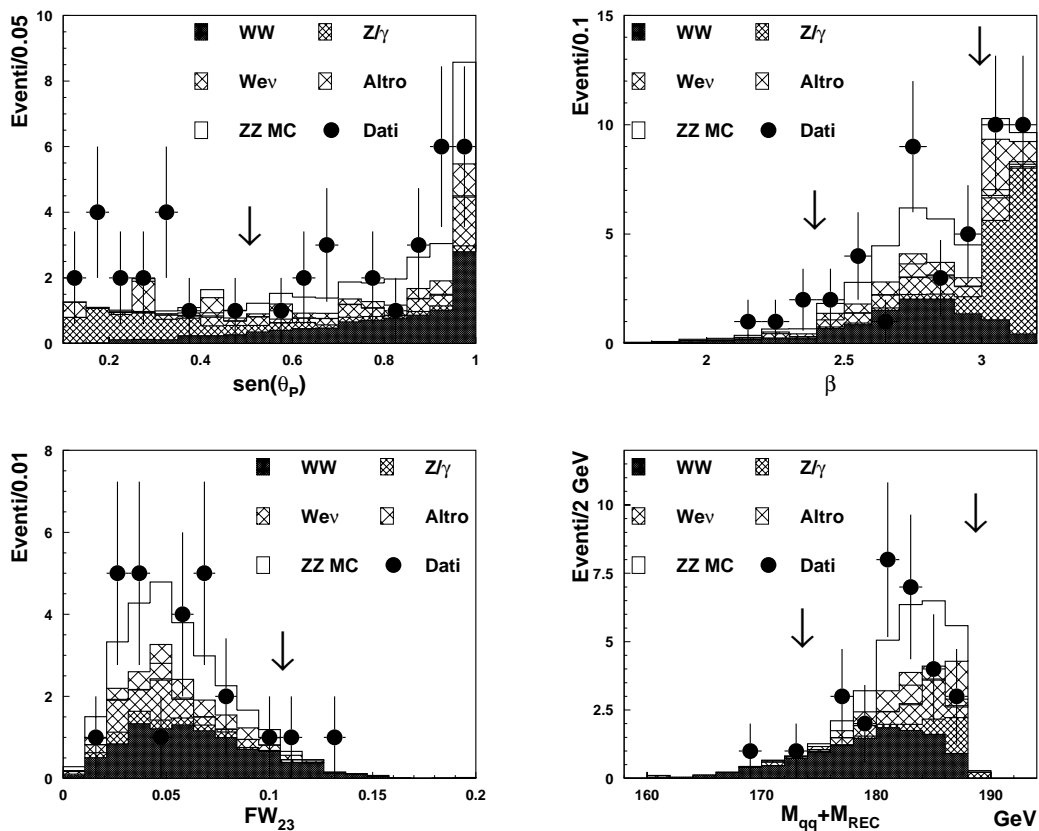 Eventi/0.05
10
8
6
4
2
0
WW
Z/γ
Weν
Altro
ZZ MC
Dati
0.2
0.4
0.6
0.8
1
sen(θP)
Eventi/0.1
15
10
5
0
WW
Z/γ
Weν
Altro
ZZ MC
Dati
2
2.5
3
β
Eventi/0.01
8
6
4
2
0
WW
Z/γ
Weν
Altro
ZZ MC
Dati
0
0.05
0.1
0.15
0.2
FW23
Eventi/2 GeV
10
7.5
5
2.5
0
WW
Z/γ
Weν
Altro
ZZ MC
Dati
160
170
180
190
Mqq+MREC
GeV